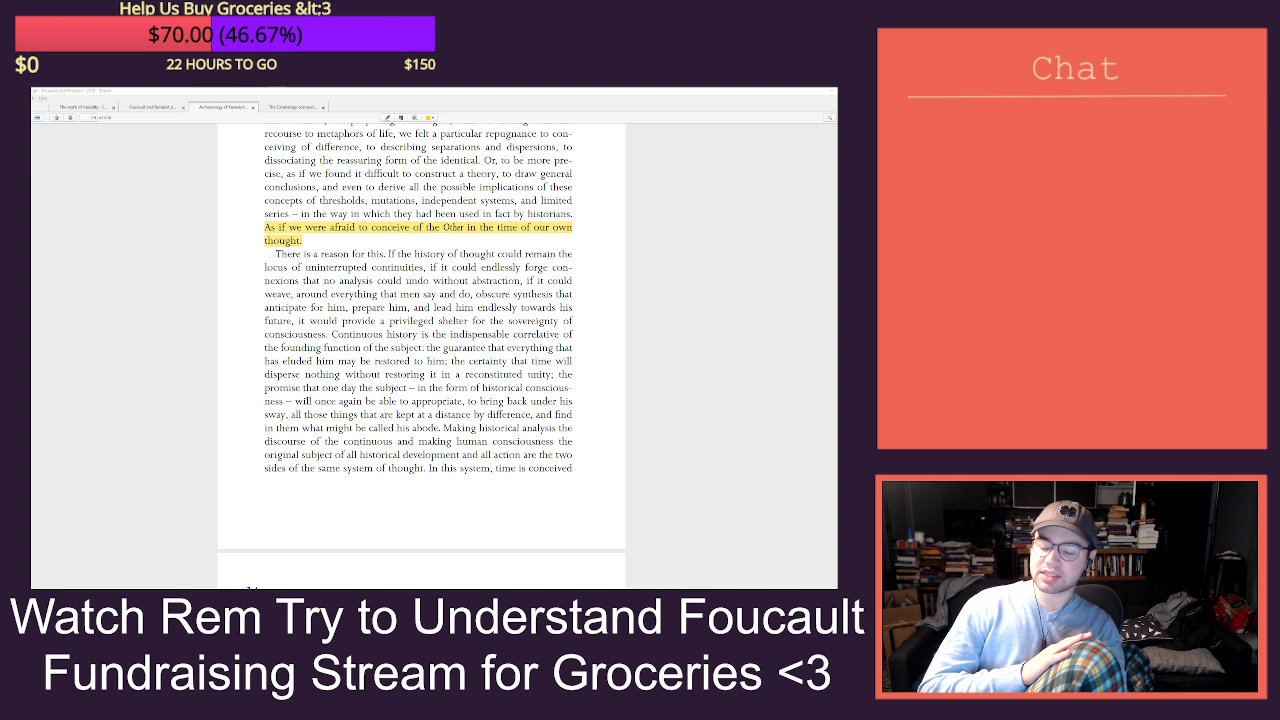 Help Us Buy Groceries &lt;3
$70.00 (46.67%)
$0
22 HOURS TO GO
$150
Chat
The myth of morality - J...
Foucault and feminist p...
Archaeology of Knowled...
The Cambridge compani...
19 of 258
recourse to metaphors of life, we felt a particular repugnance to con-
ceiving of difference, to describing separations and dispersions, to
dissociating the reassuring form of the identical. Or, to be more pre-
cise, as if we found it difficult to construct a theory, to draw general
conclusions, and even to derive all the possible implications of these
concepts of thresholds, mutations, independent systems, and limited
series – in the way in which they had been used in fact by historians.
As if we were afraid to conceive of the Other in the time of our own
thought.
There is a reason for this. If the history of thought could remain the
locus of uninterrupted continuities, if it could endlessly forge con-
nexions that no analysis could undo without abstraction, if it could
weave, around everything that men say and do, obscure synthesis that
anticipate for him, prepare him, and lead him endlessly towards his
future, it would provide a privileged shelter for the sovereignty of
consciousness. Continuous history is the indispensable correlative of
the founding function of the subject: the guarantee that everything that
has eluded him may be restored to him; the certainty that time will
disperse nothing without restoring it in a reconstituted unity; the
promise that one day the subject – in the form of historical conscious-
ness – will once again be able to appropriate, to bring back under his
sway, all those things that are kept at a distance by difference, and find
in them what might be called his abode. Making historical analysis the
discourse of the continuous and making human consciousness the
original subject of all historical development and all action are the two
sides of the same system of thought. In this system, time is conceived
Watch Rem Try to Understand Foucault
Fundraising Stream for Groceries <3